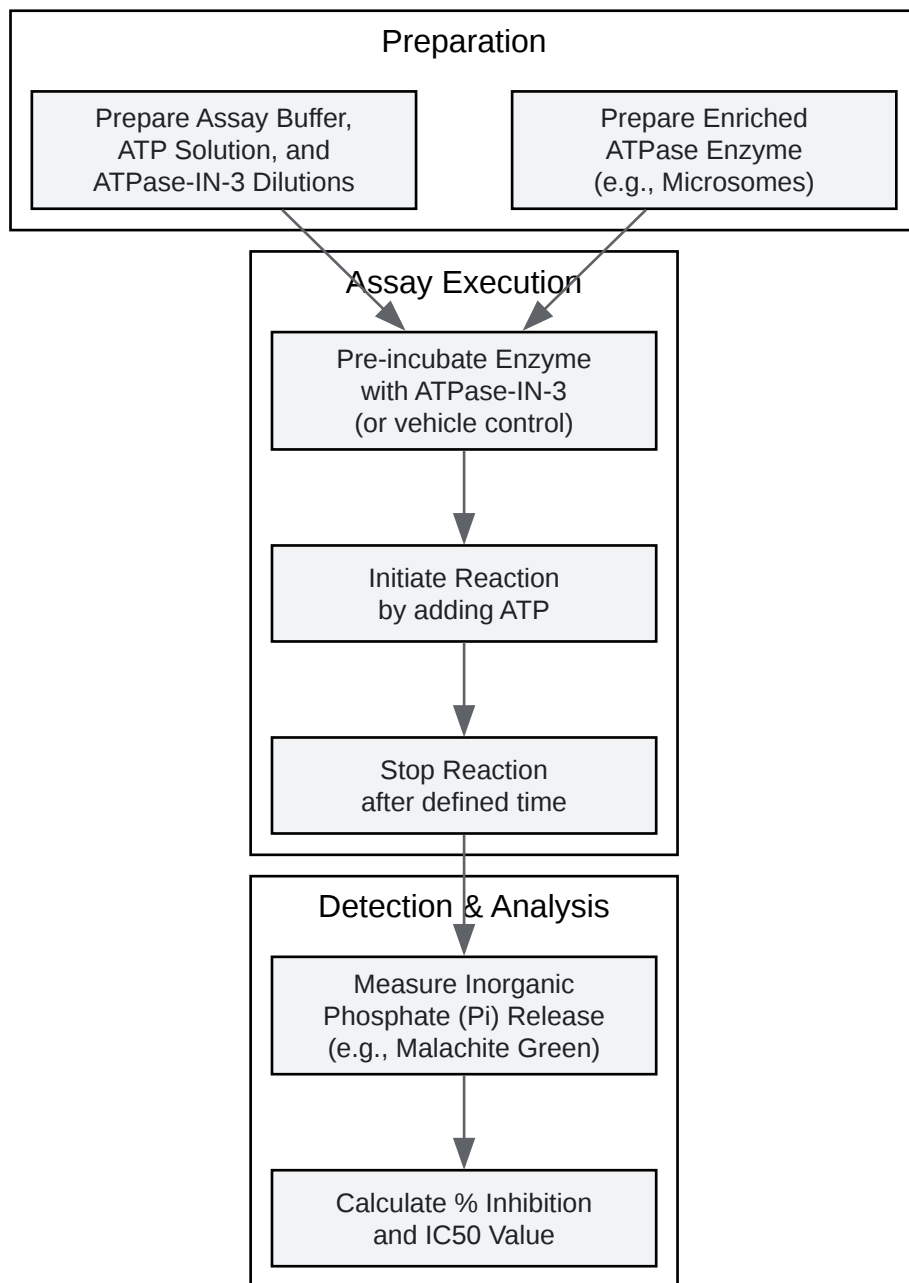 Preparation
Prepare Assay Buffer,
ATP Solution, and
ATPase-IN-3 Dilutions
Prepare Enriched
ATPase Enzyme
(e.g., Microsomes)
Assay Execution
Pre-incubate Enzyme
with ATPase-IN-3
(or vehicle control)
Initiate Reaction
by adding ATP
Stop Reaction
after defined time
Detection & Analysis
Measure Inorganic
Phosphate (Pi) Release
(e.g., Malachite Green)
Calculate % Inhibition
and IC50 Value